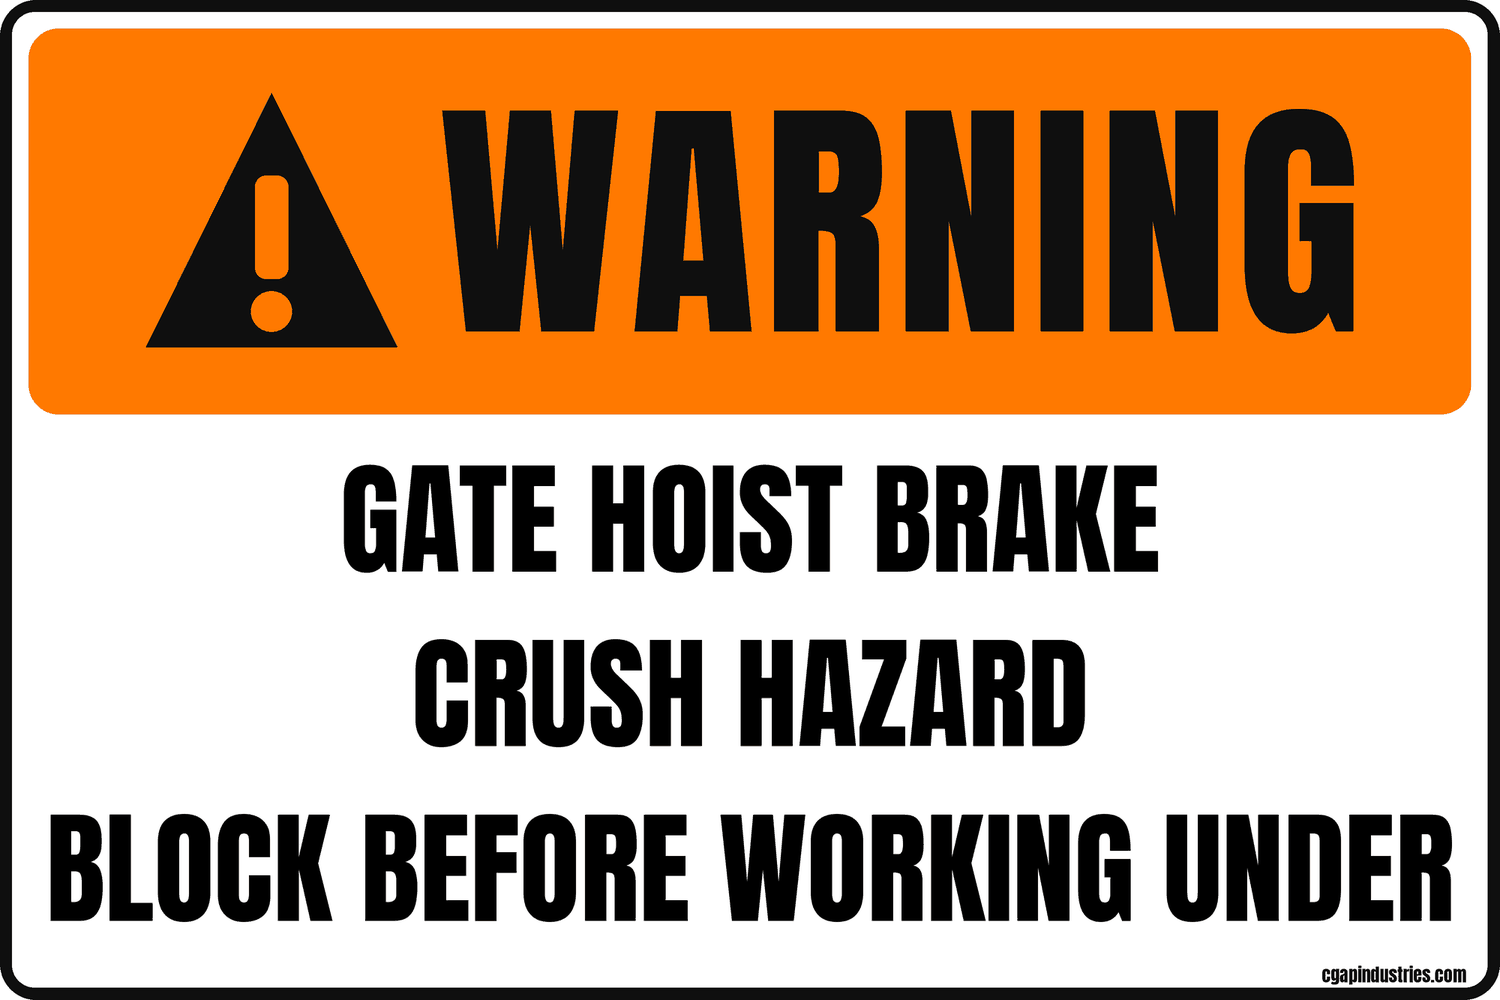 WARNING
GATE HOIST BRAKE
CRUSH HAZARD
BLOCK BEFORE WORKING UNDER
cgapindustries.com